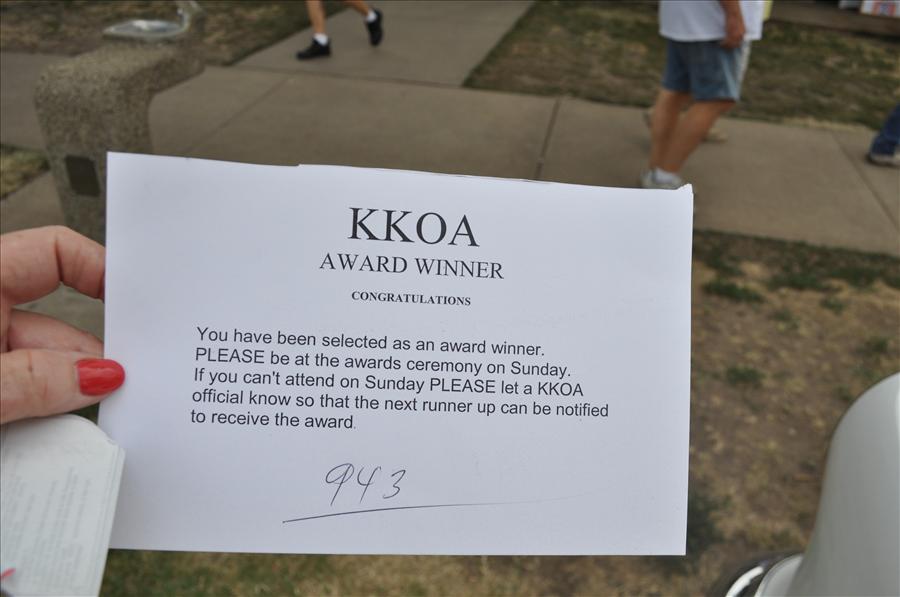 KKOA
AWARD WINNER
CONGRATULATIONS
You have been selected as an award winner.
PLEASE be at the awards ceremony on Sunday.
If you can't attend on Sunday PLEASE let a KKOA
official know so that the next runner up can be notified
to receive the award.
943